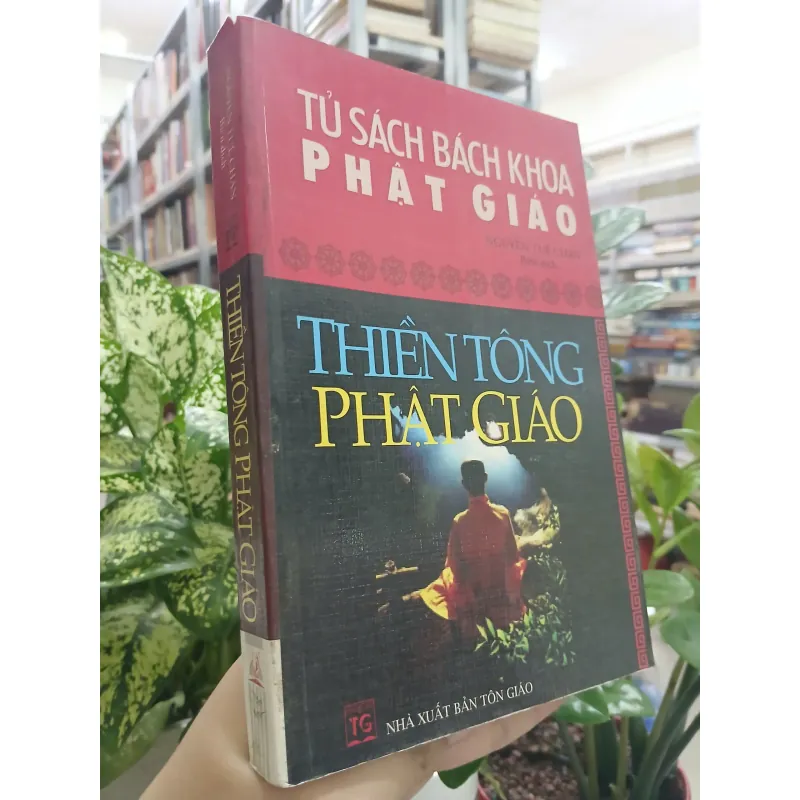 TỦ SÁCH BÁCH KHOA
PHẬT GIÁO
THIỀN TÔNG
PHẬT GIÁO
TG
NHÀ XUẤT BẢN TÔN GIÁO
THIỀN TÔNG PHẬT GIÁO